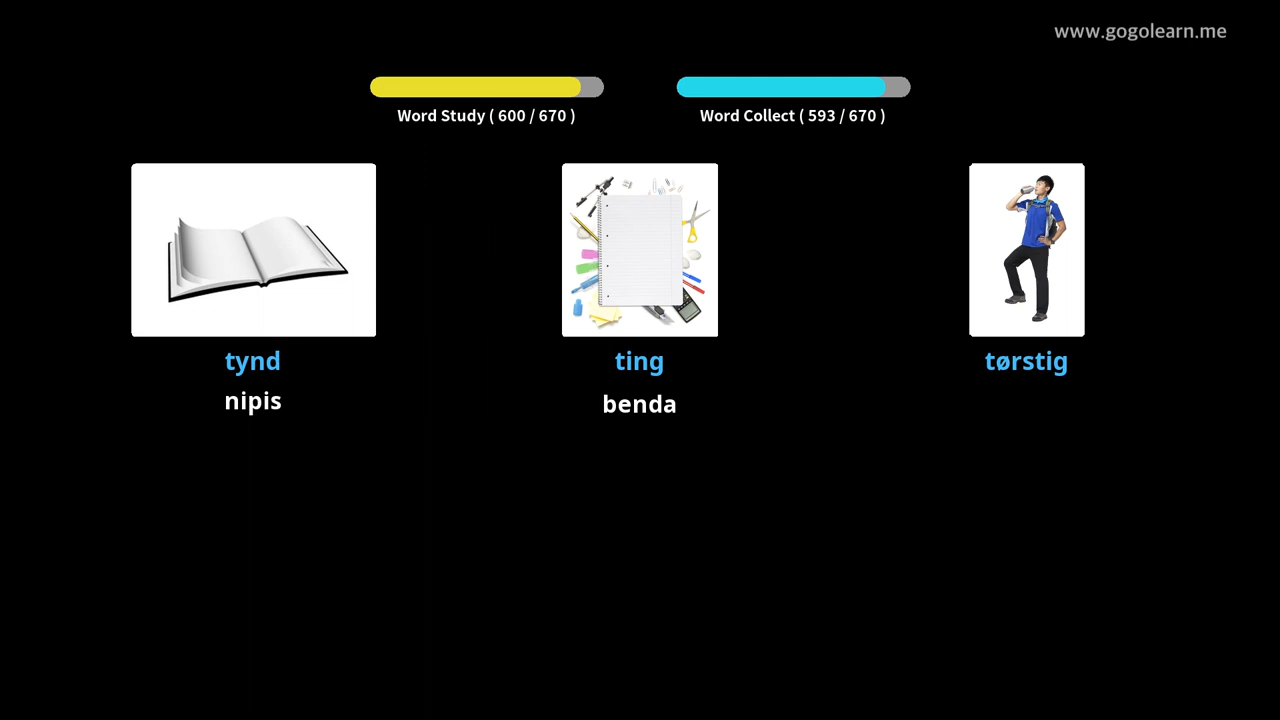 www.gogolearn.me
Word Study ( 600 / 670 )
Word Collect ( 593 / 670 )
tynd
ting
tørstig
nipis
benda